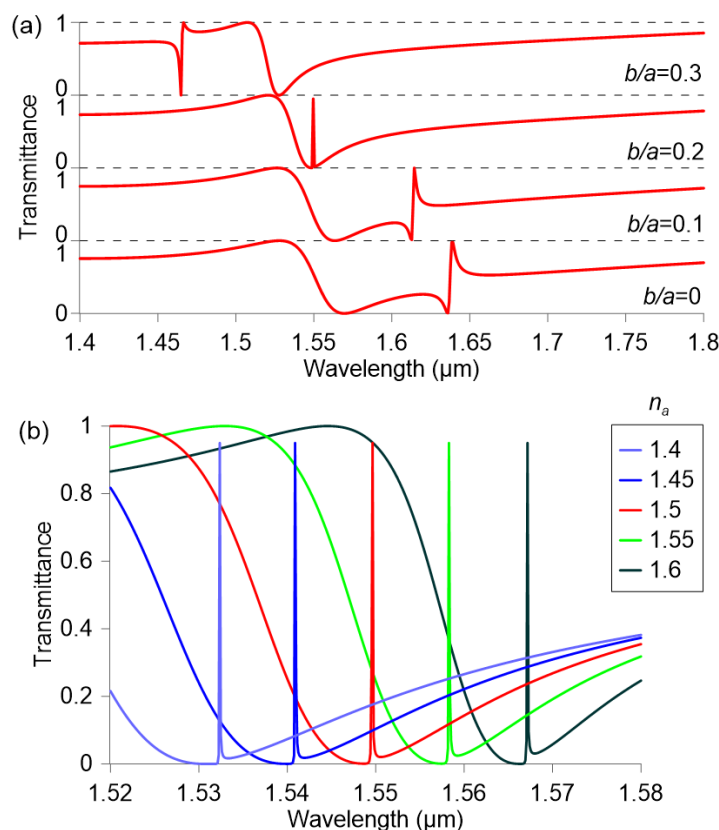 (a)
1
0
b/a=0.3
1
0
b/a=0.2
1
0
b/a=0.1
1
0
b/a=0
Transmittance
1.4 1.45 1.5 1.55 1.6 1.65 1.7 1.75 1.8
Wavelength (µm)
(b)
1
0.8
0.6
0.4
0.2
0
Transmittance
1.52 1.53 1.54 1.55 1.56 1.57 1.58
Wavelength (µm)
nₐ
1.4
1.45
1.5
1.55
1.6